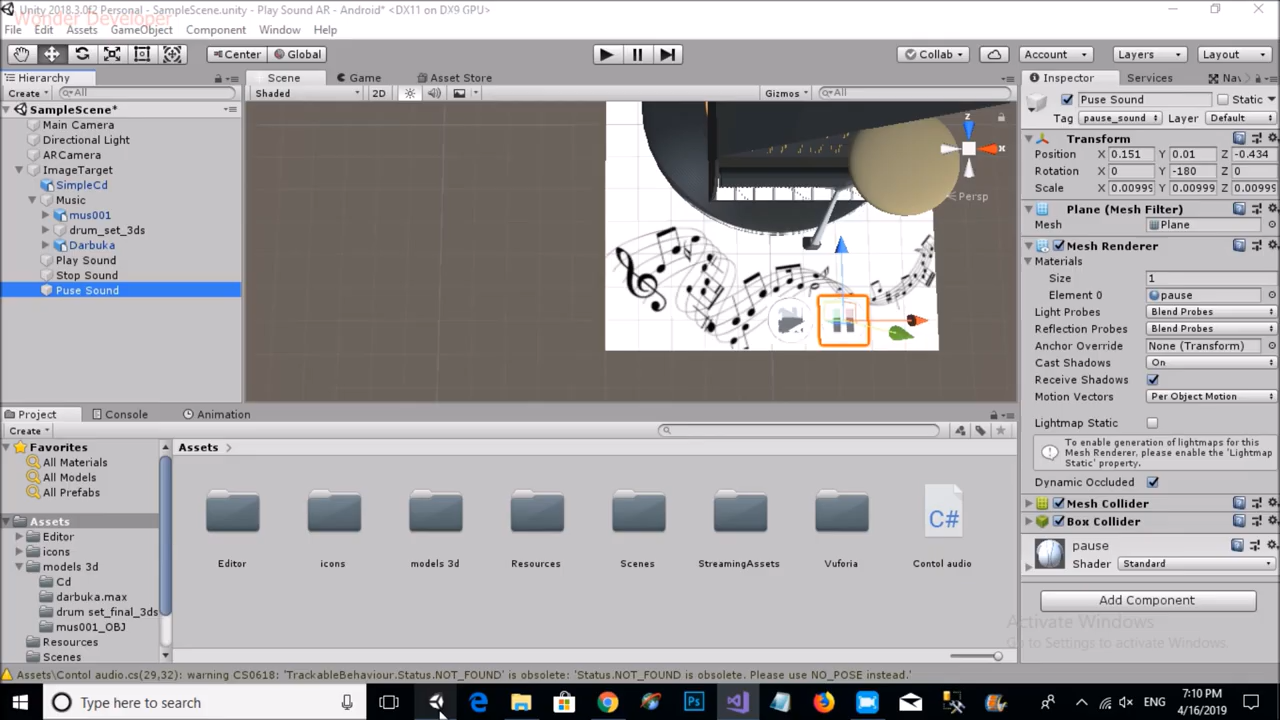 Unity 2018.3.0f2 Personal - SampleScene.unity - Play Sound AR - Android* <DX11 on DX9 GPU>
Wonder Developer
File Edit Assets GameObject Component Window Help
Center Global Collab Account Layers Layout
Hierarchy Scene Game Asset Store Inspector Services Nav
Create All Shaded 2D Gizmos All
SampleScene*
Main Camera
Directional Light
ARCamera
ImageTarget
SimpleCd
Music
mus001
drum_set_3ds
Darbuka
Play Sound
Stop Sound
Puse Sound
z
x
Persp
Puse Sound Static
Tag pause_sound Layer Default
Transform
Position X 0.151 Y 0.01 Z -0.434
Rotation X 0 Y -180 Z 0
Scale X 0.00999 Y 0.00999 Z 0.00999
Plane (Mesh Filter)
Mesh Plane
Mesh Renderer
Materials
Size 1
Element 0 pause
Light Probes Blend Probes
Reflection Probes Blend Probes
Anchor Override None (Transform)
Cast Shadows On
Receive Shadows
Motion Vectors Per Object Motion
Lightmap Static
To enable generation of lightmaps for this
Mesh Renderer, please enable the 'Lightmap
Static' property.
Dynamic Occluded
Mesh Collider
Box Collider
pause
Shader Standard
Add Component
Activate Windows
Go to Settings to activate Windows.
Project Console Animation
Create
Favorites
All Materials
All Models
All Prefabs
Assets
Editor
icons
models 3d
Cd
darbuka.max
drum set_final_3ds
mus001_OBJ
Resources
Scenes
Assets
C#
Editor icons models 3d Resources Scenes StreamingAssets Vuforia Contol audio
Assets\Contol audio.cs(29,32): warning CS0618: 'TrackableBehaviour.Status.NOT_FOUND' is obsolete: 'Status.NOT_FOUND is obsolete. Please use NO_POSE instead.'
Type here to search
Ps
ENG
7:10 PM
4/16/2019